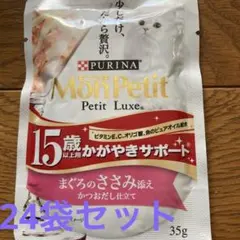 少しだけ、
贅沢。
PURINA
MonPetit
Petit Luxe®
15歳以上用 かがやきサポート
ビタミンE、C、オリゴ糖、魚のピュアオイル配合
まぐろのささみ添え
かつおだし仕立て
35g
24袋セット